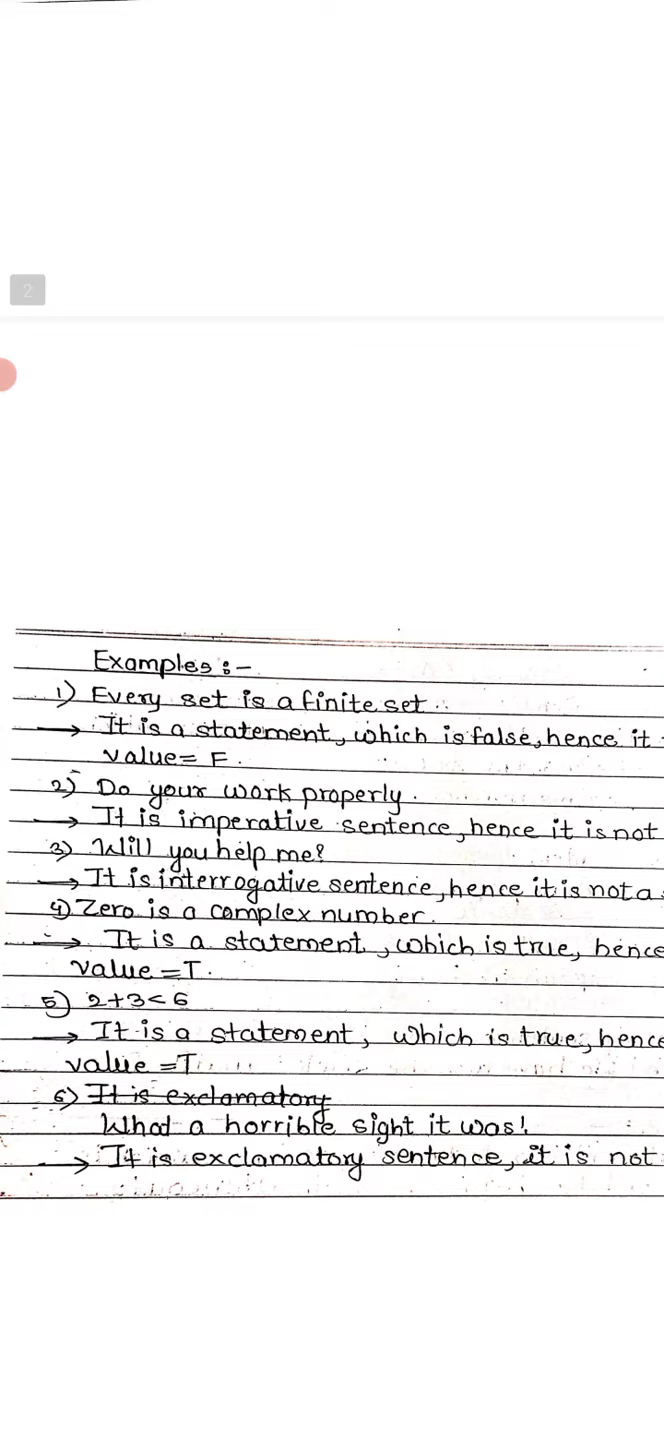 2
Examples :-
1) Every set is a finite set.
→ It is a statement, which is false, hence it
value = F.
2) Do your work properly.
→ It is imperative sentence, hence it is not
3) Will you help me?
→ It is interrogative sentence, hence it is not a
4) Zero is a complex number.
→ It is a statement, which is true, hence
value = T.
5) 2+3<6
→ It is a statement, which is true, hence
value = T
6) It is exclamatory
What a horrible sight it was!
→ It is exclamatory sentence, it is not